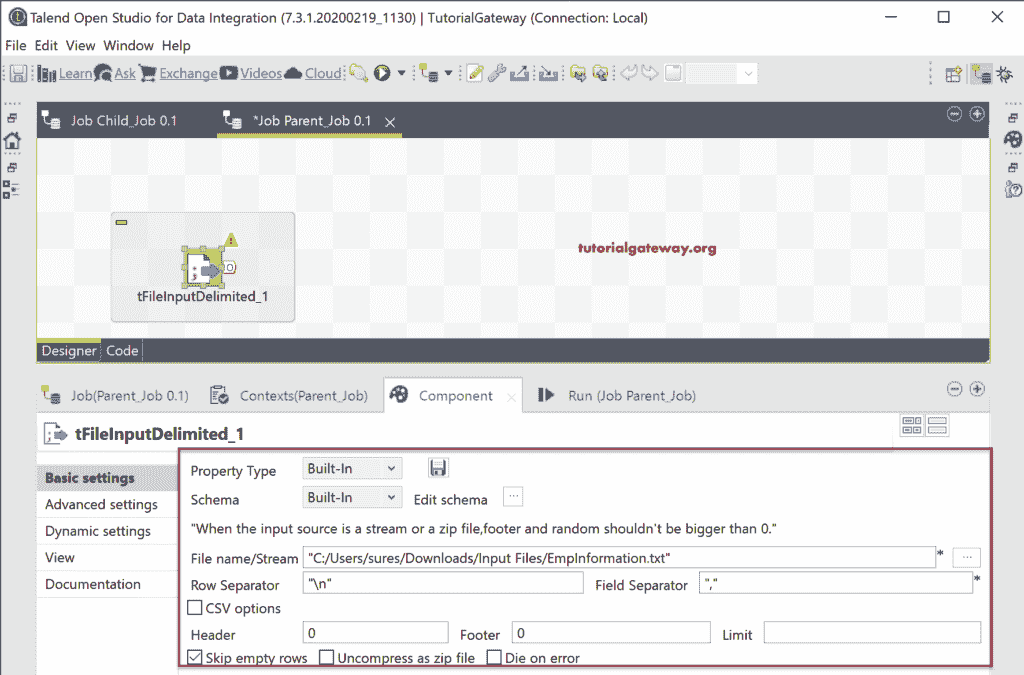 Talend Open Studio for Data Integration (7.3.1.20200219_1130) | TutorialGateway (Connection: Local)
File Edit View Window Help
Learn Ask Exchange Videos Cloud
Job Child_Job 0.1 *Job Parent_Job 0.1
tutorialgateway.org
tFileInputDelimited_1
Designer Code
Job(Parent_Job 0.1) Contexts(Parent_Job) Component Run (Job Parent_Job)
tFileInputDelimited_1
Basic settings
Advanced settings
Dynamic settings
View
Documentation
Property Type Built-In
Schema Built-In Edit schema ...
"When the input source is a stream or a zip file,footer and random shouldn't be bigger than 0."
File name/Stream "C:/Users/sures/Downloads/Input Files/EmpInformation.txt" * ...
Row Separator "\n" Field Separator "," *
CSV options
Header 0 Footer 0 Limit
Skip empty rows Uncompress as zip file Die on error